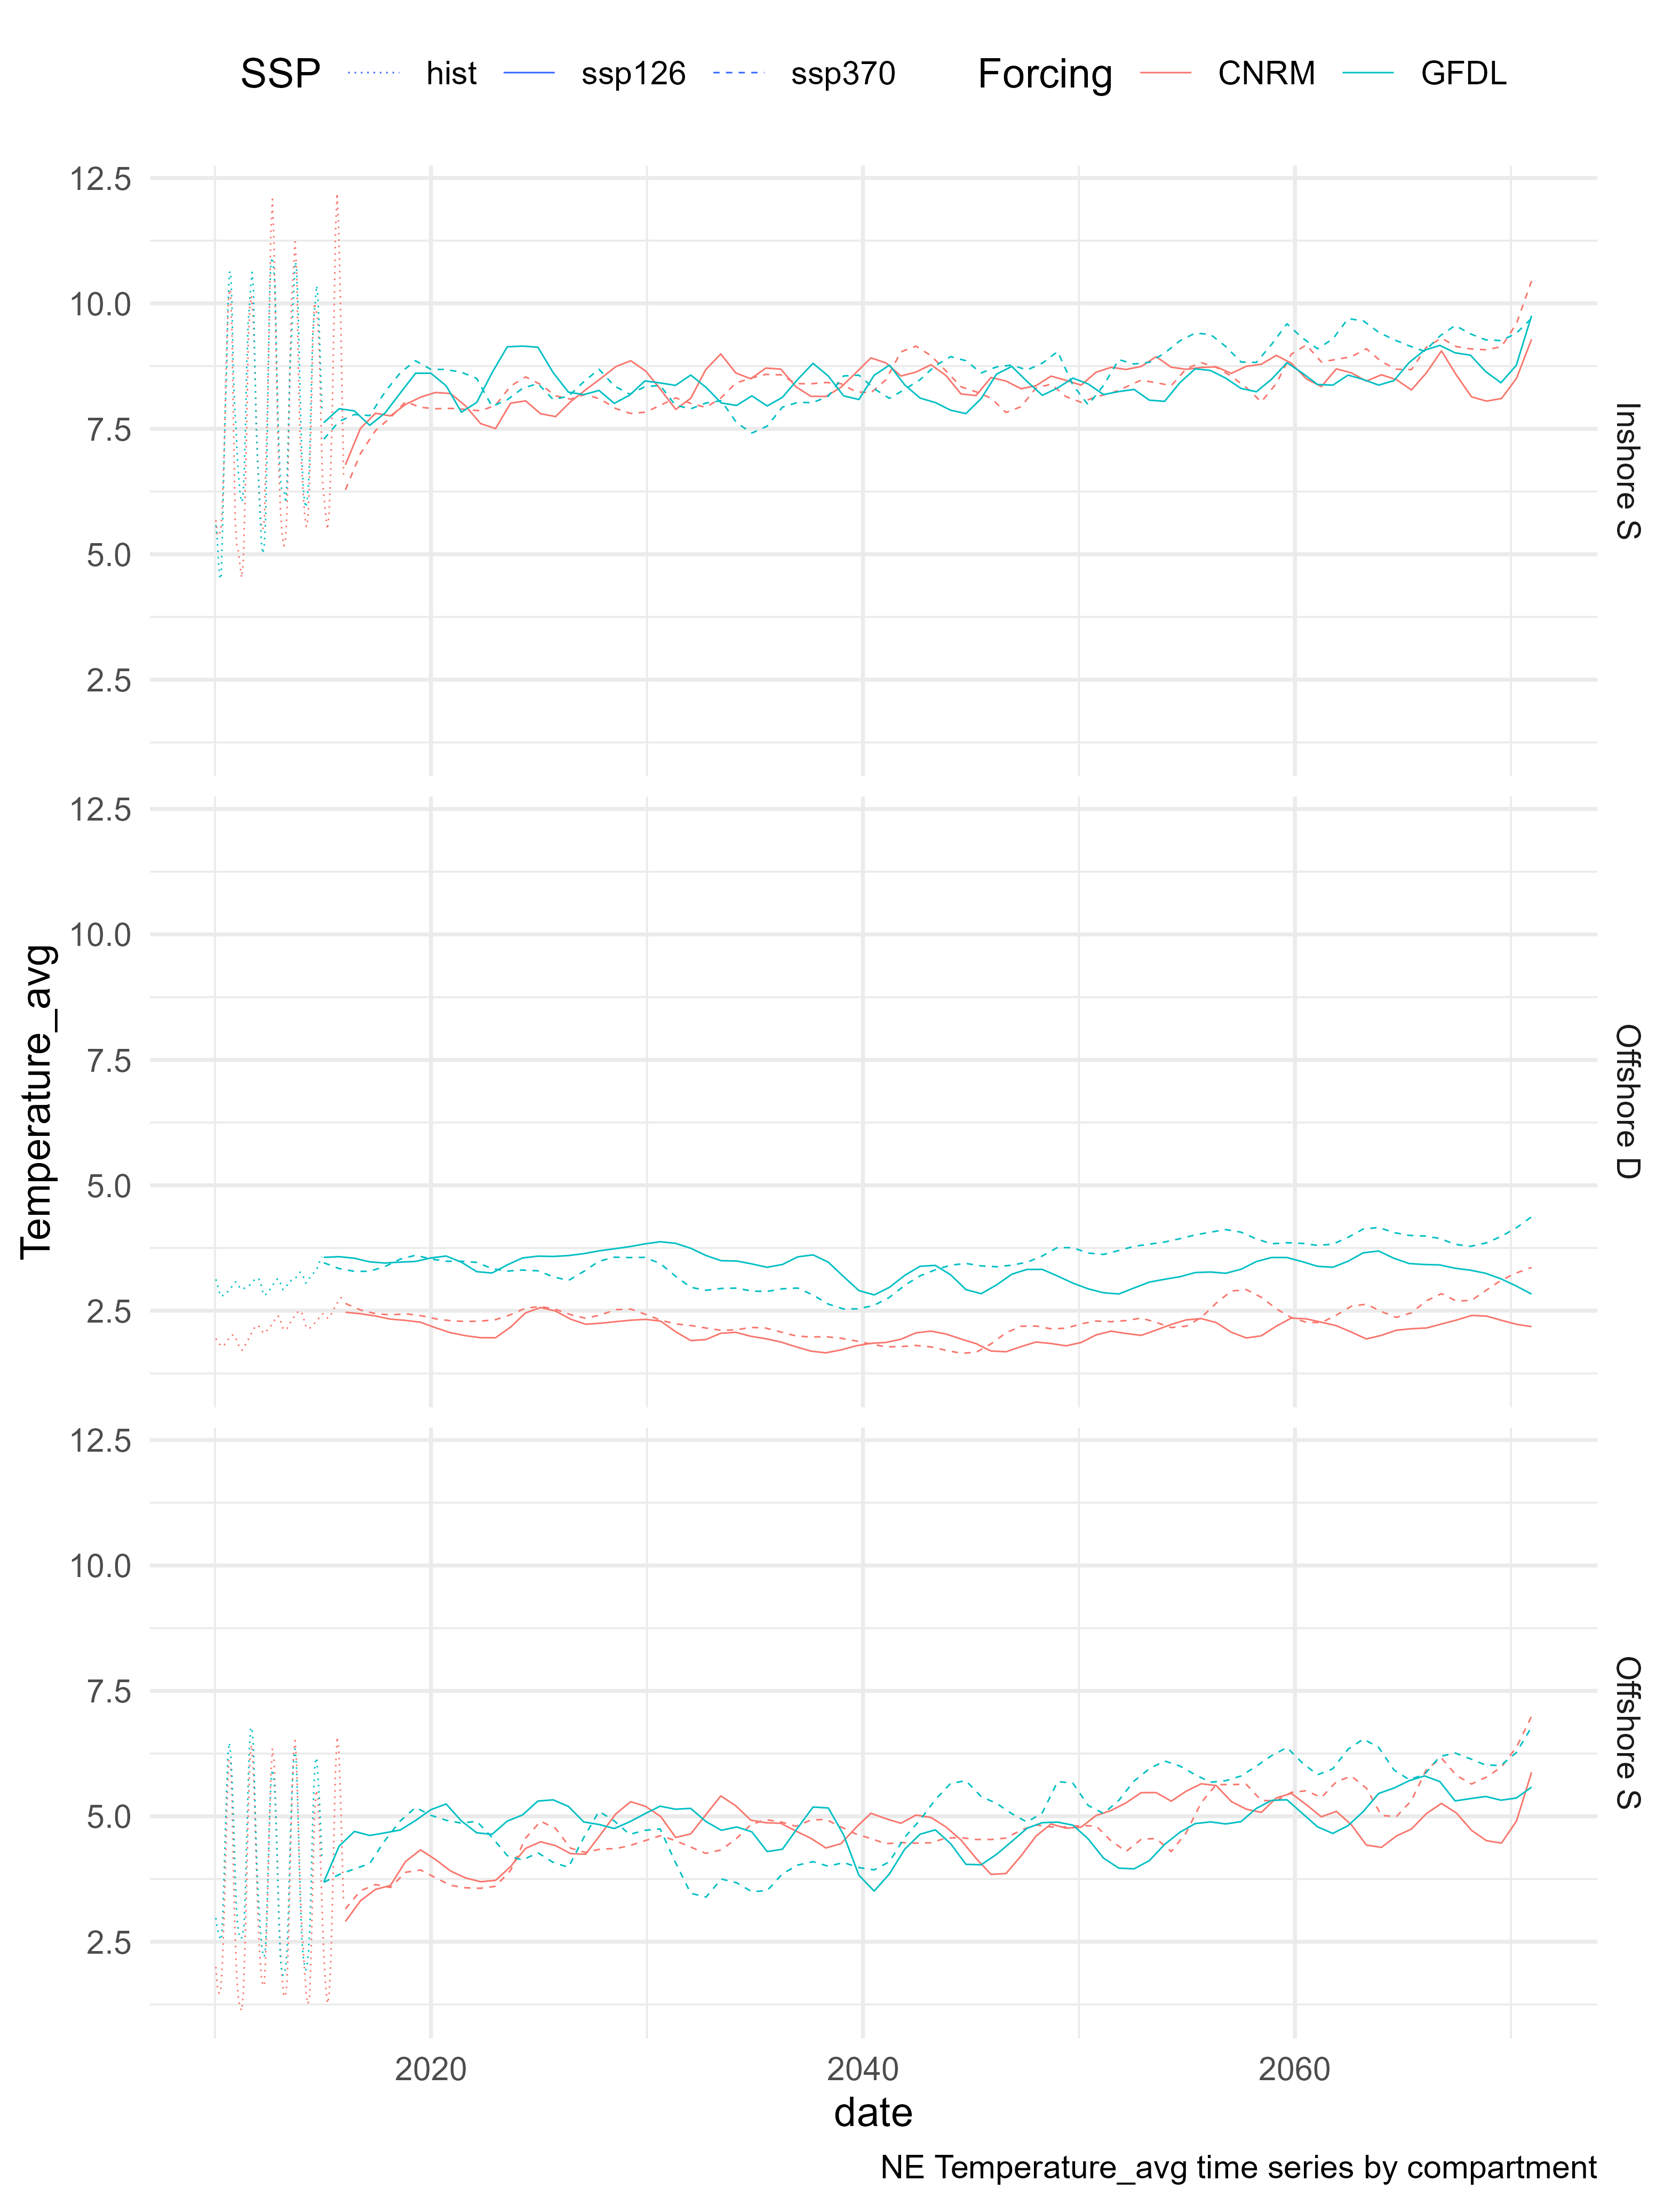 SSP hist ssp126 ssp370 Forcing CNRM GFDL
12.5
10.0
7.5
5.0
2.5
Inshore S
12.5
10.0
7.5
5.0
2.5
Offshore D
Temperature_avg
12.5
10.0
7.5
5.0
2.5
Offshore S
2020 2040 2060
date
NE Temperature_avg time series by compartment